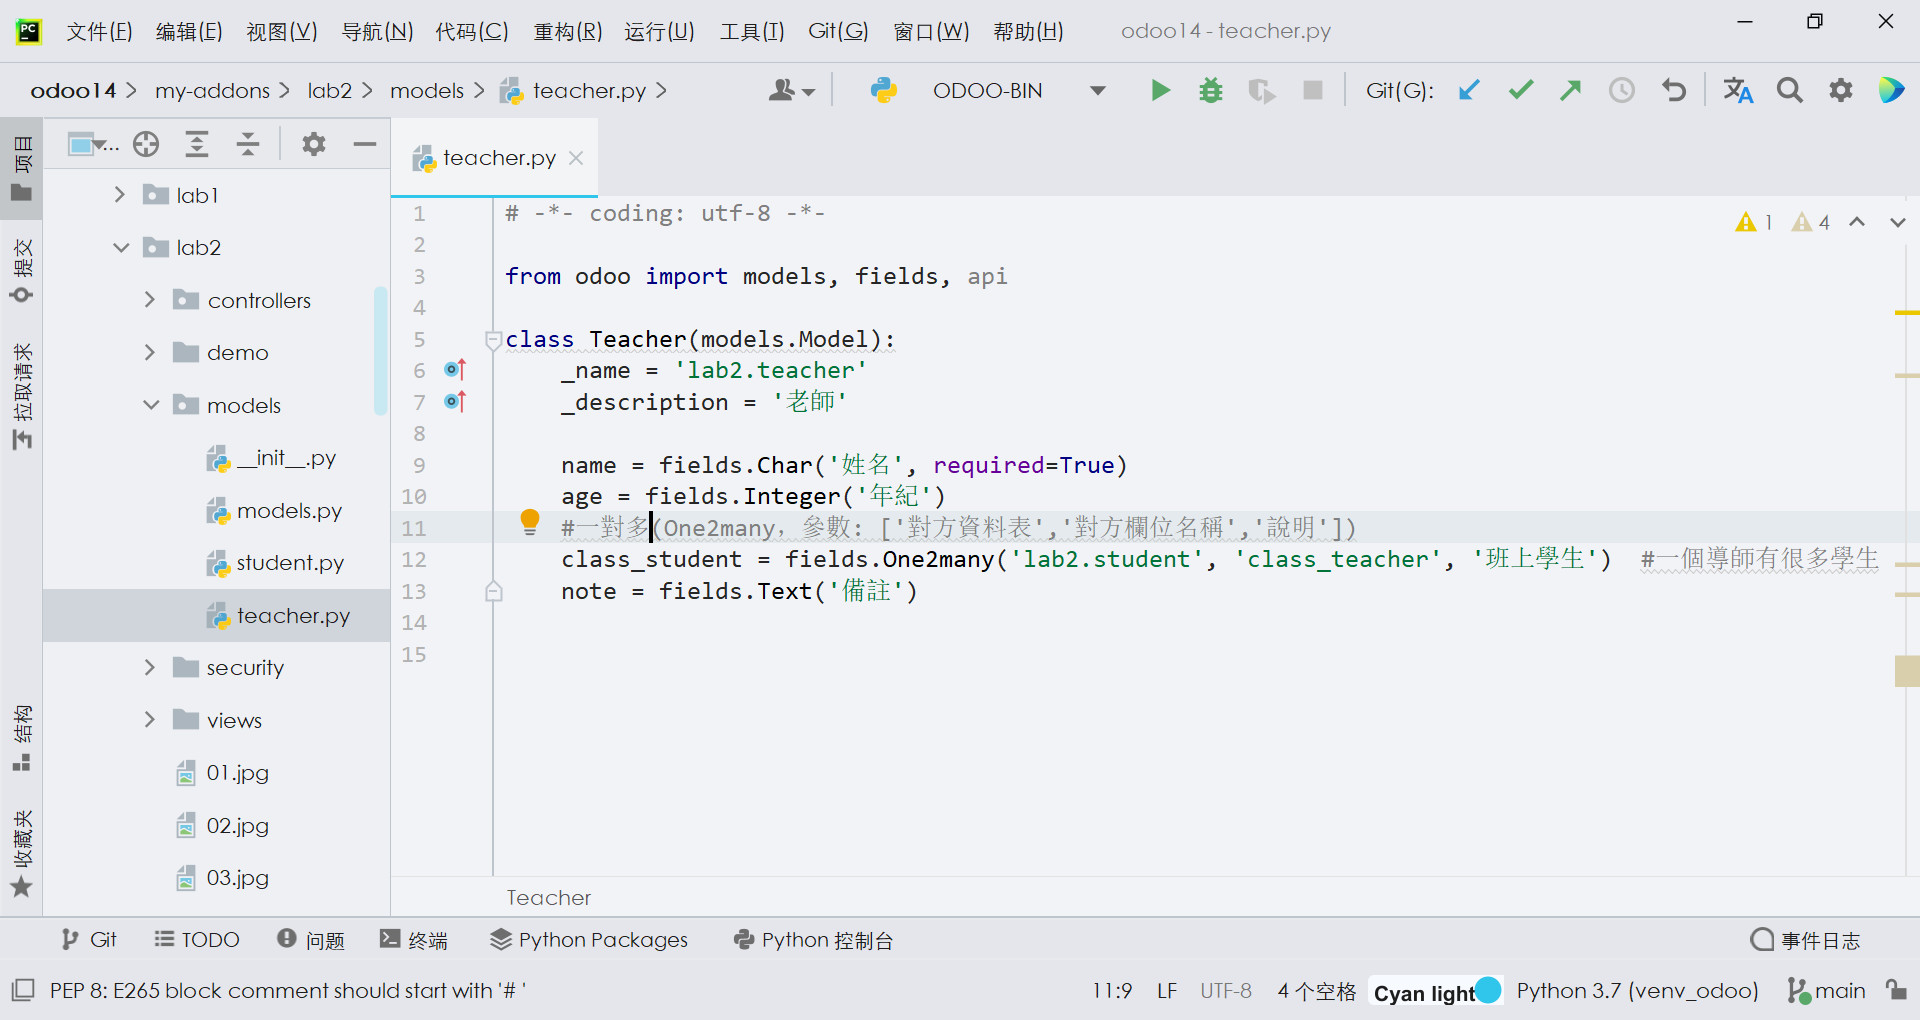 文件(F) 编辑(E) 视图(V) 导航(N) 代码(C) 重构(R) 运行(U) 工具(T) Git(G) 窗口(W) 帮助(H) odoo14 - teacher.py
odoo14 my-addons lab2 models teacher.py ODOO-BIN Git(G):
项目
提交
拉取请求
结构
收藏夹
...
lab1
lab2
controllers
demo
models
__init__.py
models.py
student.py
teacher.py
security
views
01.jpg
02.jpg
03.jpg
teacher.py
1 4
1 # -*- coding: utf-8 -*-
2
3 from odoo import models, fields, api
4
5 class Teacher(models.Model):
6 _name = 'lab2.teacher'
7 _description = '老師'
8
9 name = fields.Char('姓名', required=True)
10 age = fields.Integer('年紀')
11 #一對多(One2many，參數: ['對方資料表','對方欄位名稱','說明'])
12 class_student = fields.One2many('lab2.student', 'class_teacher', '班上學生') #一個導師有很多學生
13 note = fields.Text('備註')
14
15
Teacher
Git TODO 问题 终端 Python Packages Python 控制台 事件日志
PEP 8: E265 block comment should start with '# ' 11:9 LF UTF-8 4 个空格 Cyan light Python 3.7 (venv_odoo) main